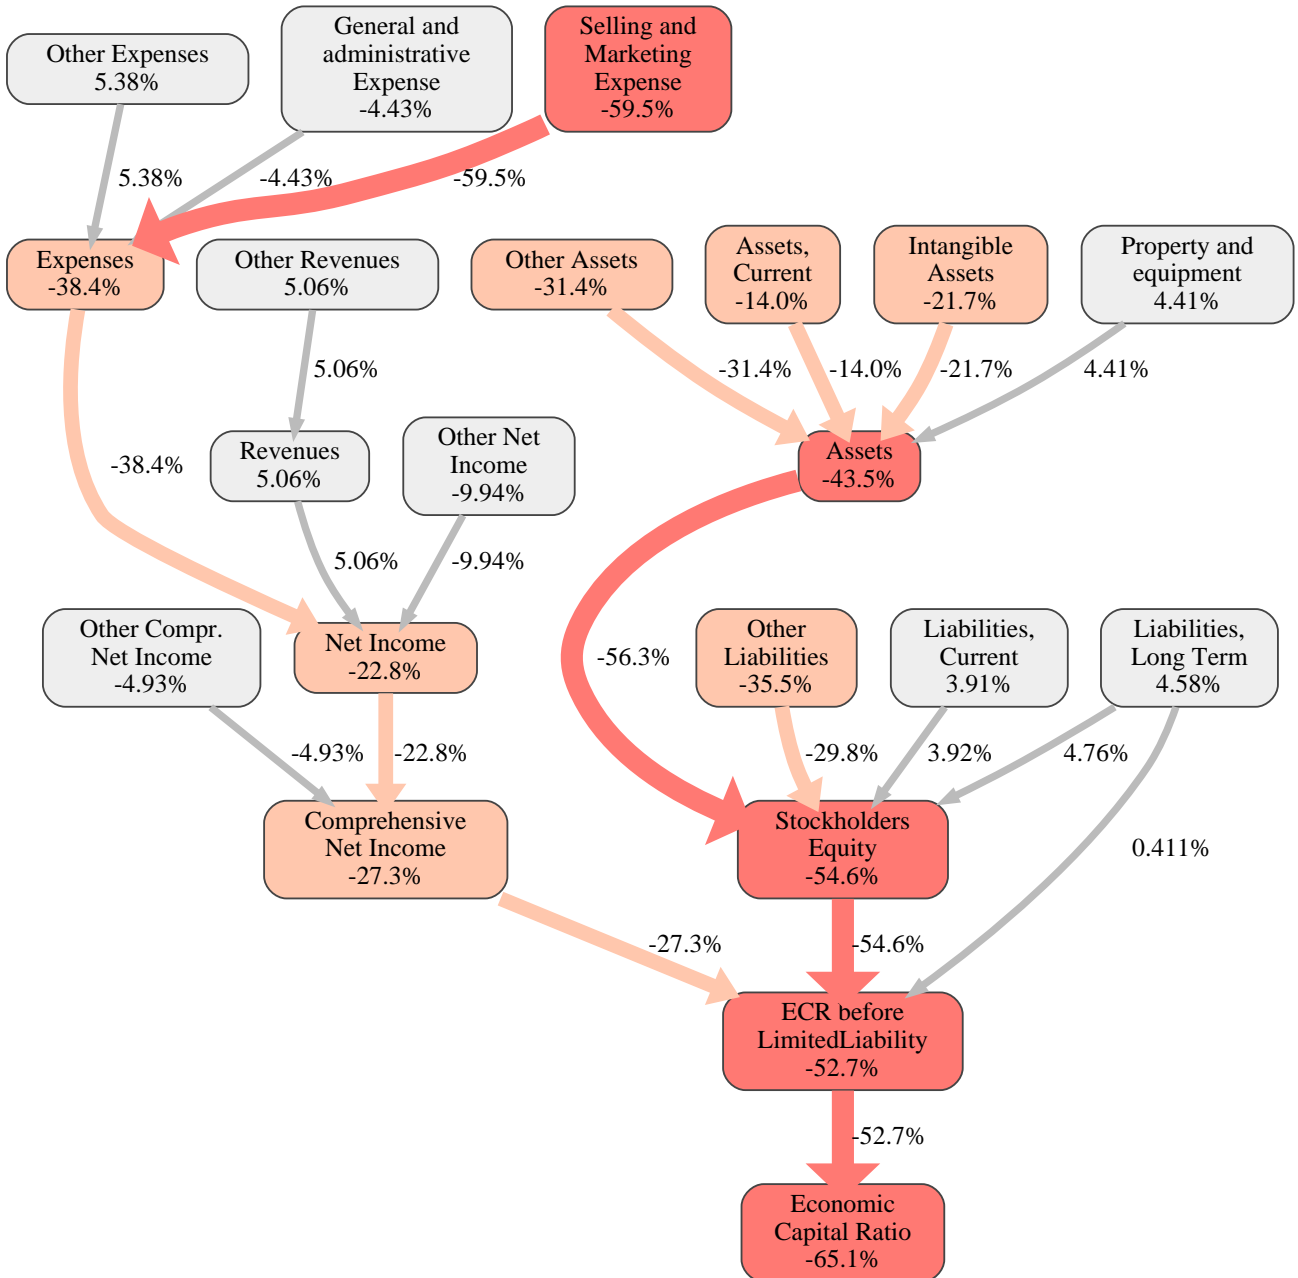 Other Expenses
5.38%
General and
administrative
Expense
-4.43%
Selling and
Marketing
Expense
-59.5%
5.38%
-4.43%
-59.5%
Expenses
-38.4%
Other Revenues
5.06%
Other Assets
-31.4%
Assets,
Current
-14.0%
Intangible
Assets
-21.7%
Property and
equipment
4.41%
5.06%
-31.4%
-14.0%
-21.7%
4.41%
-38.4%
Revenues
5.06%
Other Net
Income
-9.94%
Assets
-43.5%
5.06%
-9.94%
Other Compr.
Net Income
-4.93%
Net Income
-22.8%
-56.3%
Other
Liabilities
-35.5%
Liabilities,
Current
3.91%
Liabilities,
Long Term
4.58%
-4.93%
-22.8%
-29.8%
3.92%
4.76%
Comprehensive
Net Income
-27.3%
Stockholders
Equity
-54.6%
0.411%
-27.3%
-54.6%
ECR before
LimitedLiability
-52.7%
-52.7%
Economic
Capital Ratio
-65.1%